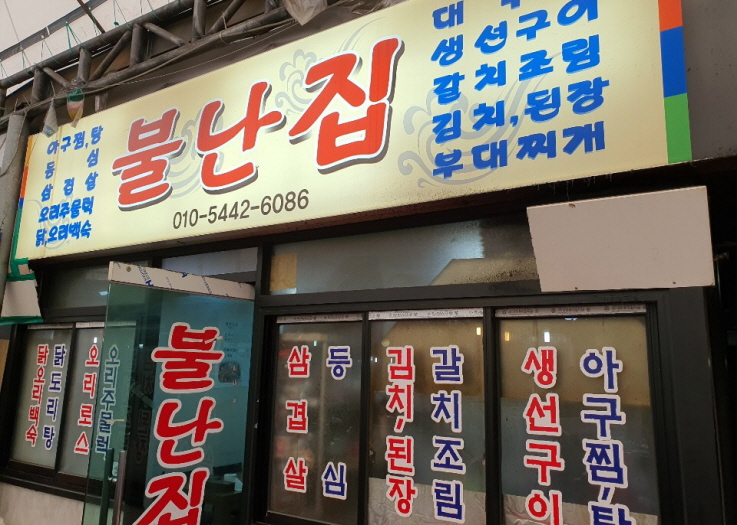 아구찜,탕
등심
삼겹살
오리주물럭
닭,오리백숙
불난집
010-5442-6086
생선구이
갈치조림
김치,된장
부대찌개
닭,오리백숙
닭도리탕
오리로스
오리주물럭
불난집
삼겹살
등심
김치,된장
갈치조림
생선구이
아구찜,탕